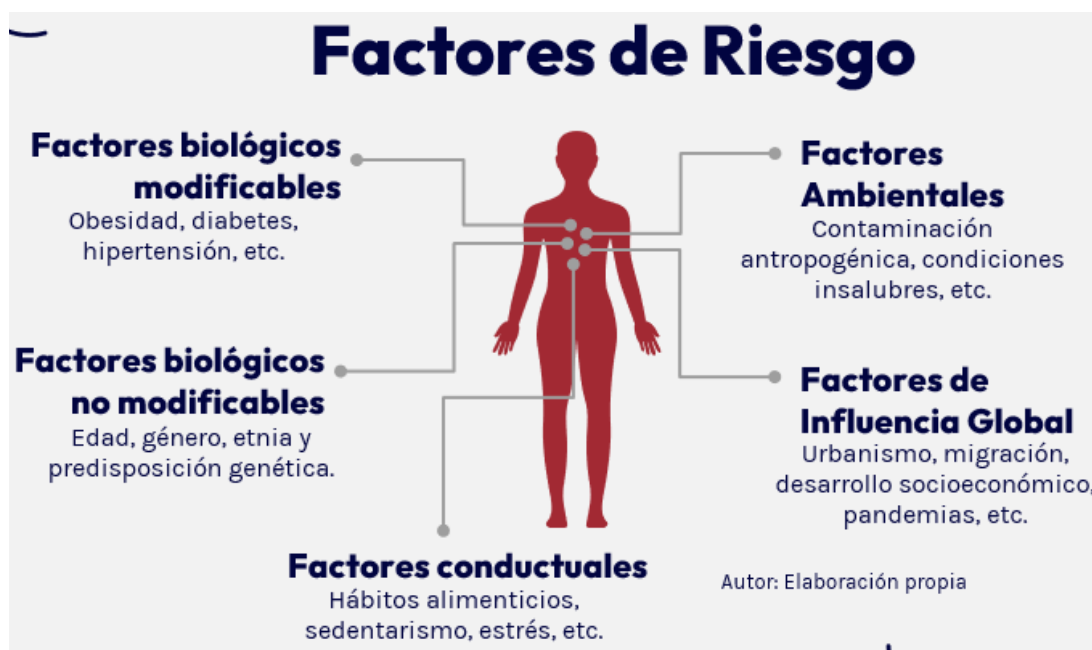 Factores de Riesgo
Factores biológicos
modificables
Obesidad, diabetes,
hipertensión, etc.
Factores biológicos
no modificables
Edad, género, etnia y
predisposición genética.
Factores conductuales
Hábitos alimenticios,
sedentarismo, estrés, etc.
Factores
Ambientales
Contaminación
antropogénica, condiciones
insalubres, etc.
Factores de
Influencia Global
Urbanismo, migración,
desarrollo socioeconómico,
pandemias, etc.
Autor: Elaboración propia